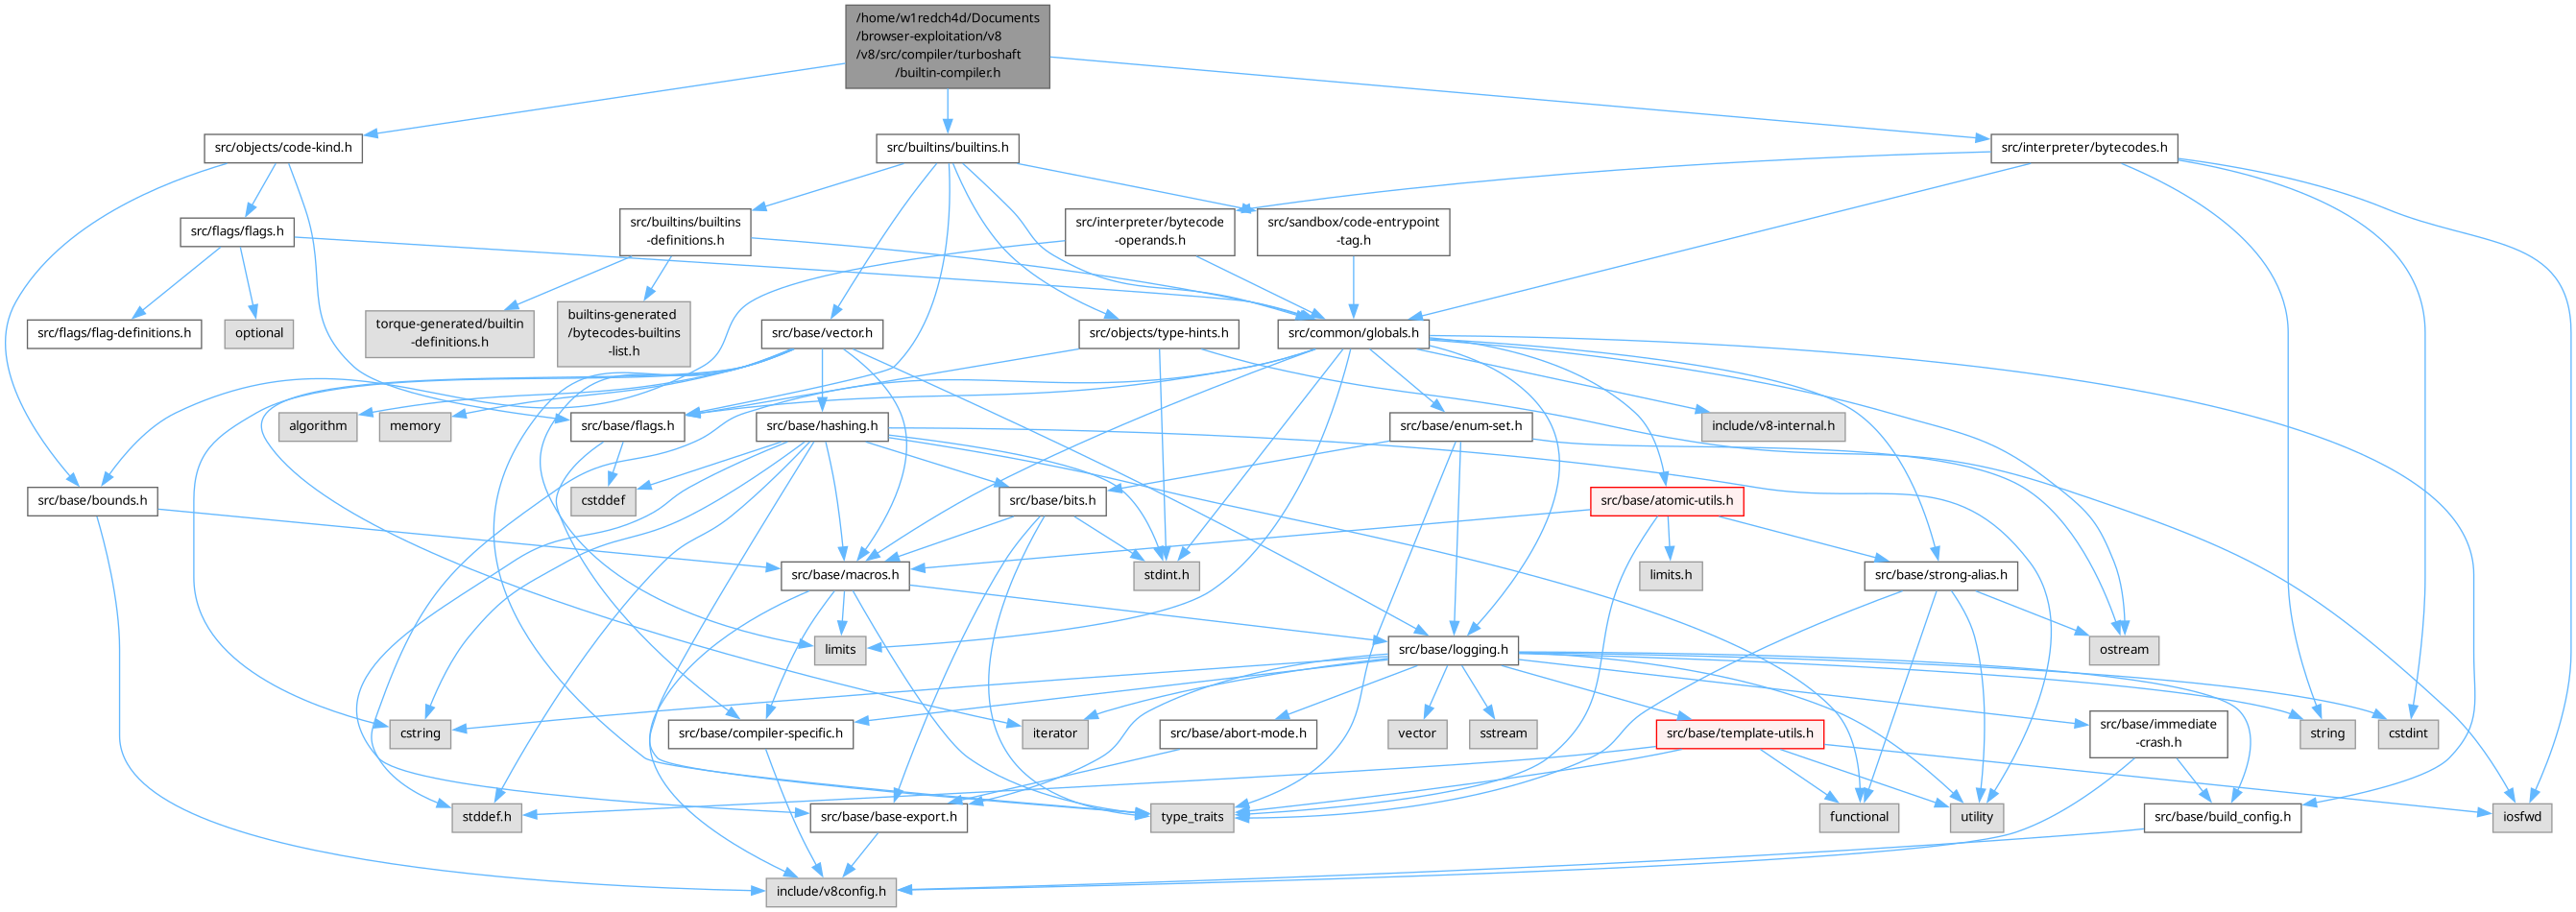 /home/w1redch4d/Documents
/browser-exploitation/v8
/v8/src/compiler/turboshaft
/builtin-compiler.h
src/objects/code-kind.h
src/builtins/builtins.h
src/interpreter/bytecodes.h
src/flags/flags.h
src/builtins/builtins
-definitions.h
src/interpreter/bytecode
-operands.h
src/sandbox/code-entrypoint
-tag.h
src/flags/flag-definitions.h
optional
torque-generated/builtin
-definitions.h
builtins-generated
/bytecodes-builtins
-list.h
src/base/vector.h
src/objects/type-hints.h
src/common/globals.h
algorithm
memory
src/base/flags.h
src/base/hashing.h
src/base/enum-set.h
include/v8-internal.h
src/base/bounds.h
cstddef
src/base/bits.h
src/base/atomic-utils.h
src/base/macros.h
stdint.h
limits.h
src/base/strong-alias.h
limits
src/base/logging.h
ostream
cstring
src/base/compiler-specific.h
iterator
src/base/abort-mode.h
vector
sstream
src/base/template-utils.h
src/base/immediate
-crash.h
string
cstdint
stddef.h
src/base/base-export.h
type_traits
functional
utility
src/base/build_config.h
iosfwd
include/v8config.h